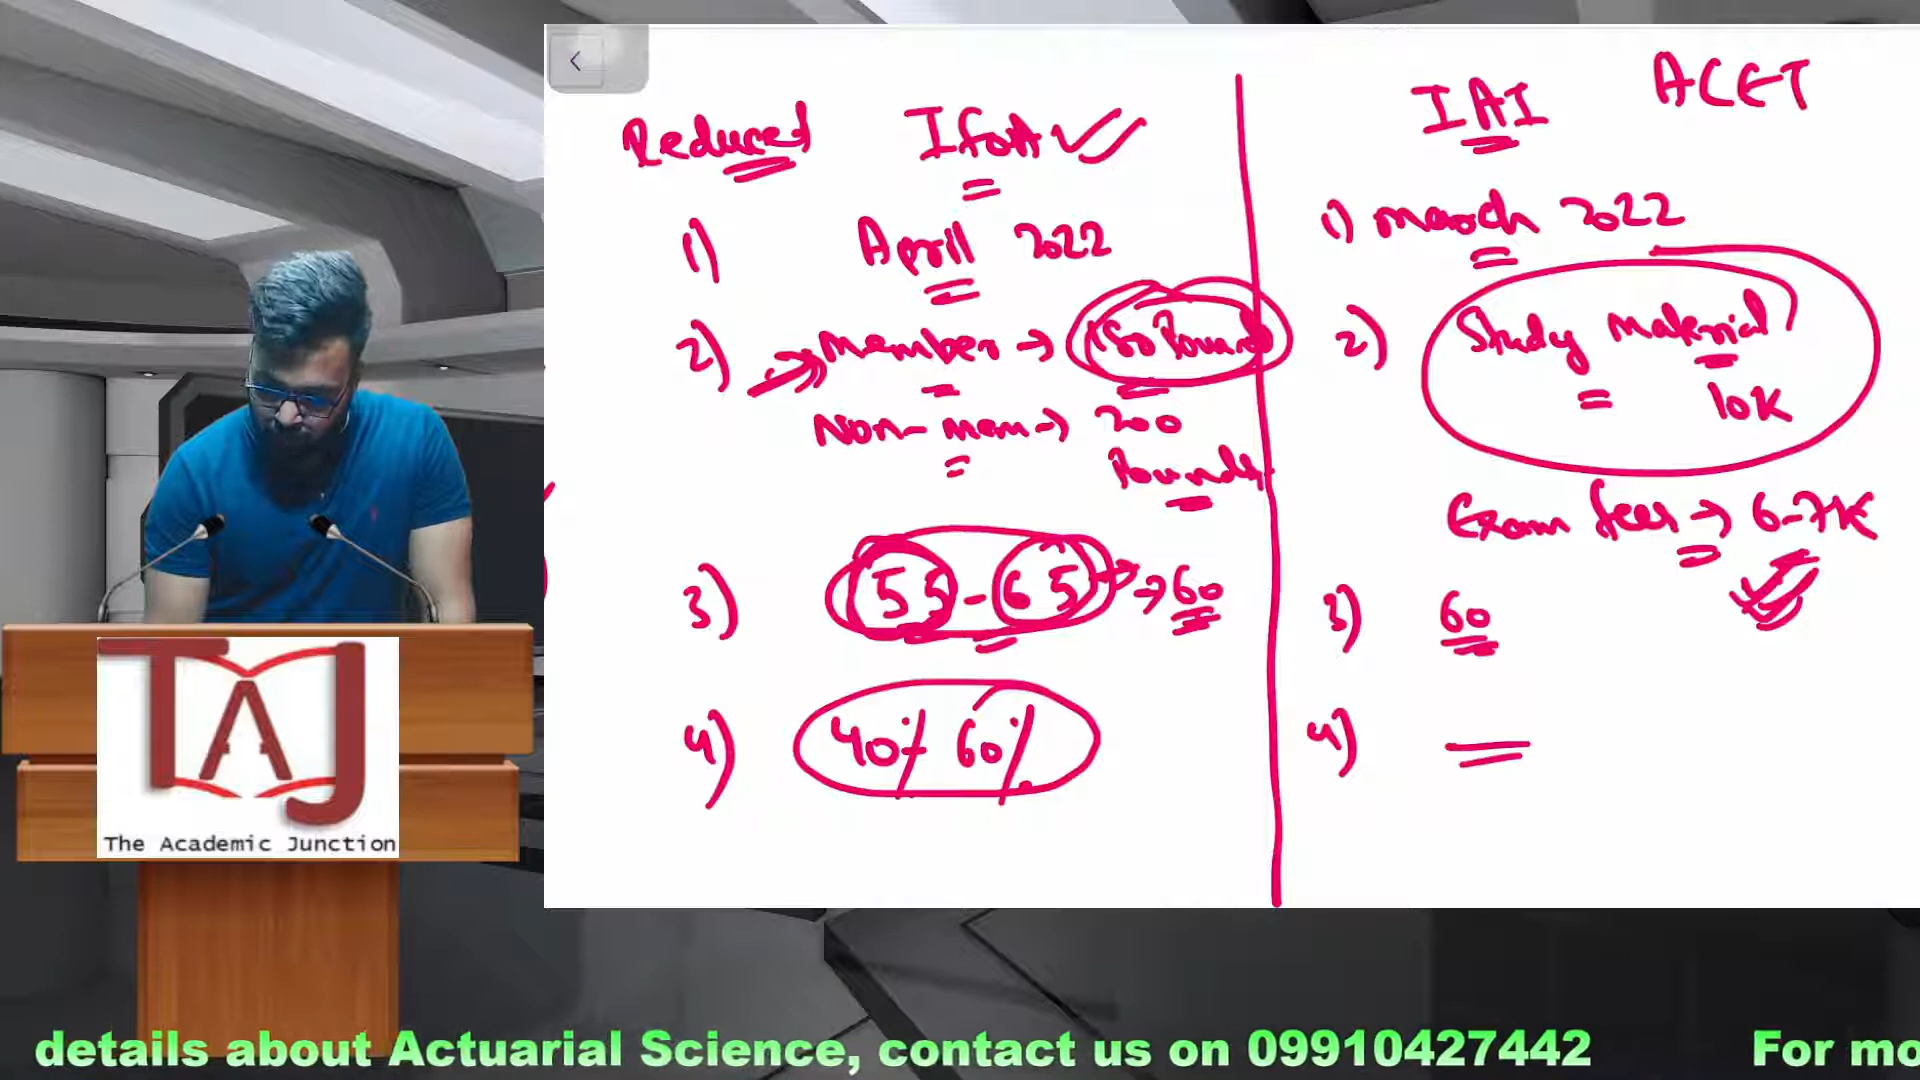 Reduced IFoA
1) April 2022
2) Member → 150 Pounds
Non-mem → 200
Pounds
3) 55 - 65 → 60
4) 40% 60%
IAI ACET
1) March 2022
2) Study Material
10K
Exam fees → 6-7K
3) 60
4)
TAJ
The Academic Junction
details about Actuarial Science, contact us on 09910427442 For mo